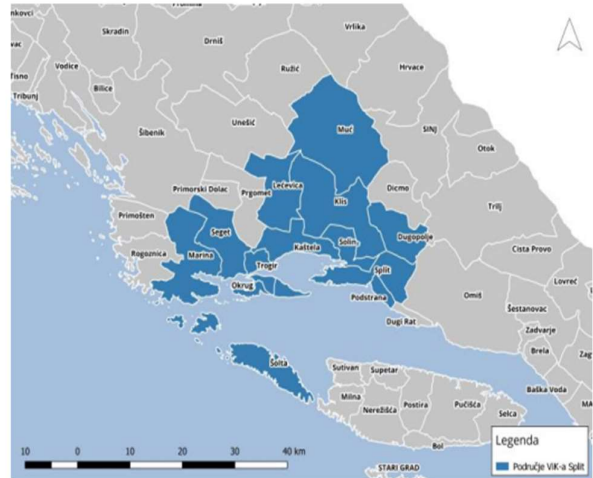 Skradin
Drniš
Vrlika
Vodice
Tisno
Tribunj
Bilice
Ružić
Hrvace
Unešić
Muć
SINJ
Otok
Šibenik
Primorski Dolac
Prgomet
Lećevica
Klis
Dicmo
Trilj
Primošten
Seget
Dugopolje
Rogoznica
Marina
Kaštela
Solin
Cista Provo
Trogir
Split
Okrug
Podstrana
Omiš
Lovreć
Šestanovac
Dugi Rat
Zadvarje
Brela
Šolta
Sutivan
Supetar
Baška Voda
Milna
Nerežišća
Postira
Pučišća
Selca
Bol
STARI GRAD
Legenda
Područje ViK-a Split
10 0 10 20 30 40 km